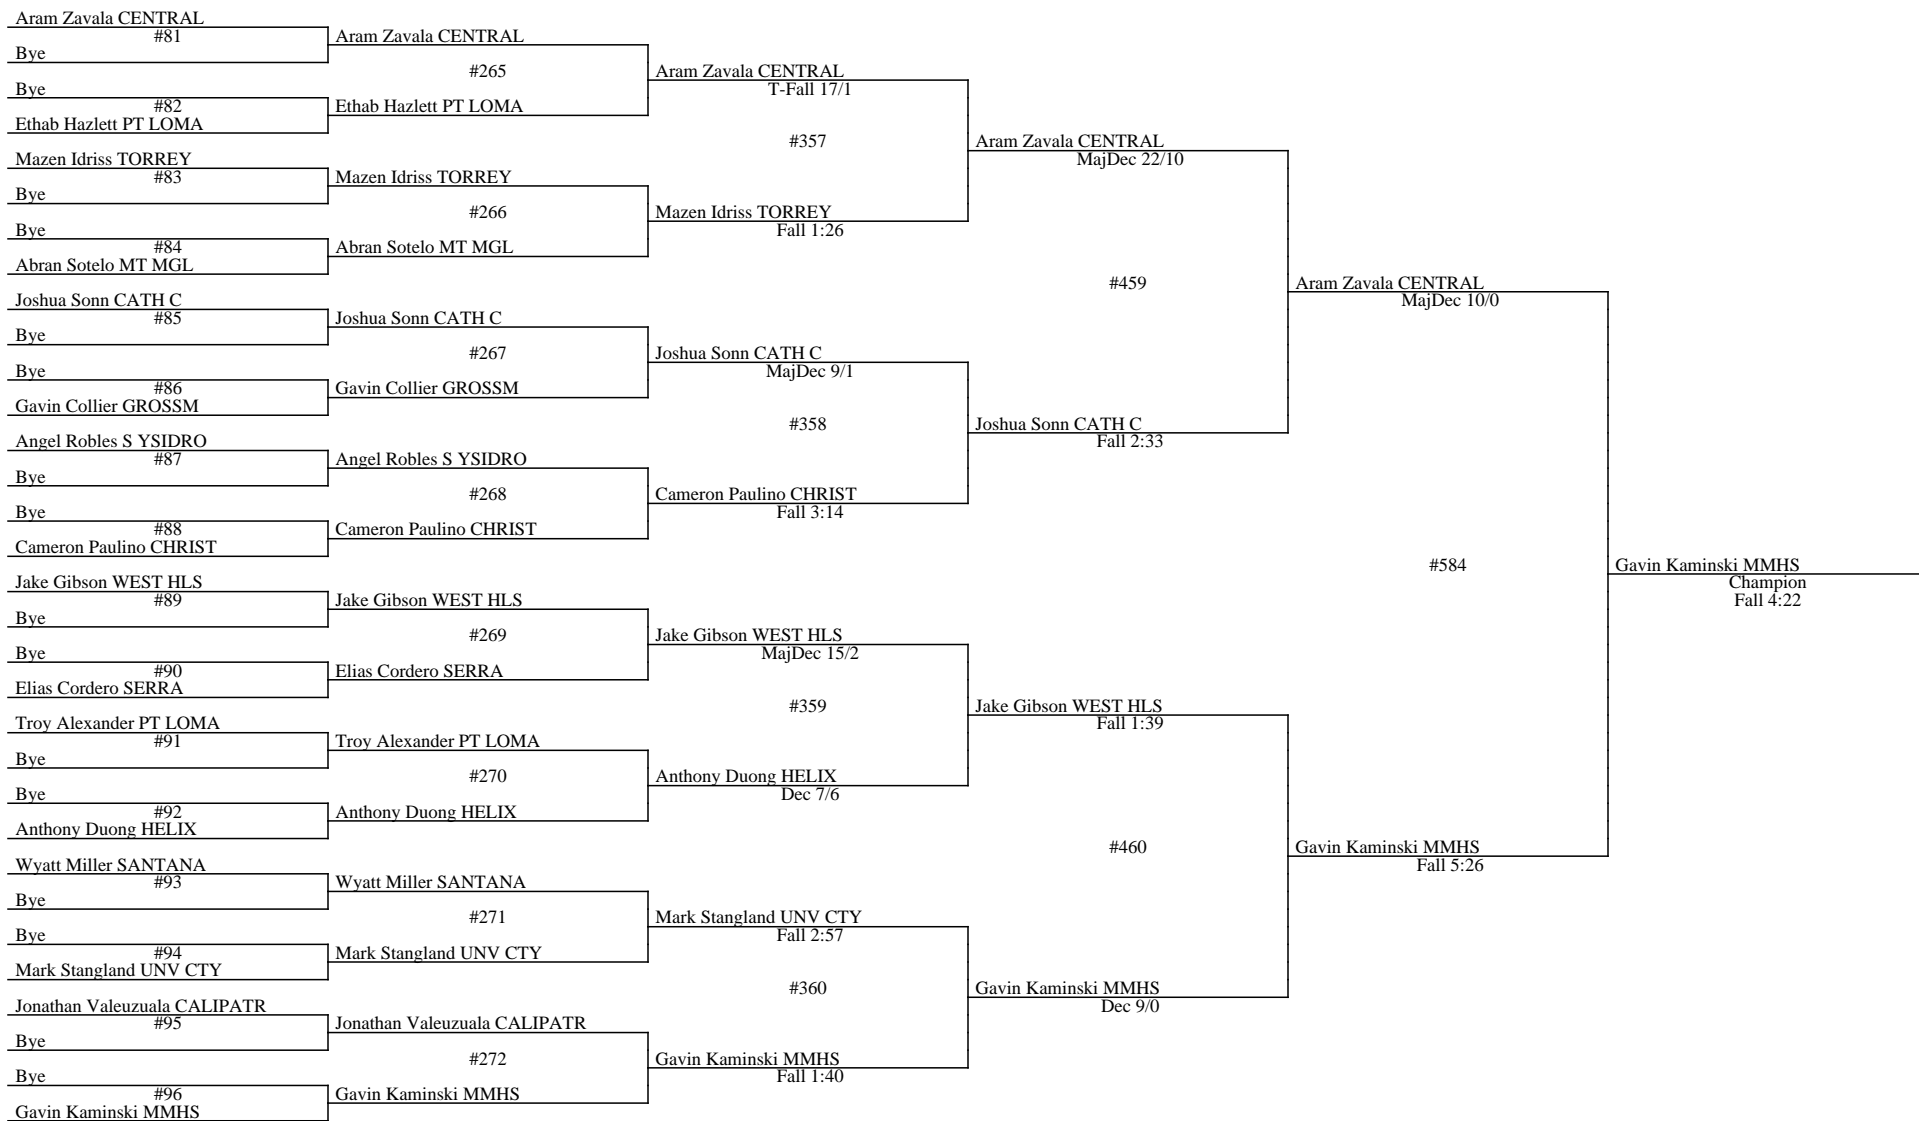 Aram Zavala CENTRAL
#81
Bye
Bye
#82
Ethab Hazlett PT LOMA
Mazen Idriss TORREY
#83
Bye
Bye
#84
Abran Sotelo MT MGL
Joshua Sonn CATH C
#85
Bye
Bye
#86
Gavin Collier GROSSM
Angel Robles S YSIDRO
#87
Bye
Bye
#88
Cameron Paulino CHRIST
Jake Gibson WEST HLS
#89
Bye
Bye
#90
Elias Cordero SERRA
Troy Alexander PT LOMA
#91
Bye
Bye
#92
Anthony Duong HELIX
Wyatt Miller SANTANA
#93
Bye
Bye
#94
Mark Stangland UNV CTY
Jonathan Valeuzuala CALIPATR
#95
Bye
Bye
#96
Gavin Kaminski MMHS
Aram Zavala CENTRAL
#265
Ethab Hazlett PT LOMA
Mazen Idriss TORREY
#266
Abran Sotelo MT MGL
Joshua Sonn CATH C
#267
Gavin Collier GROSSM
Angel Robles S YSIDRO
#268
Cameron Paulino CHRIST
Jake Gibson WEST HLS
#269
Elias Cordero SERRA
Troy Alexander PT LOMA
#270
Anthony Duong HELIX
Wyatt Miller SANTANA
#271
Mark Stangland UNV CTY
Jonathan Valeuzuala CALIPATR
#272
Gavin Kaminski MMHS
Aram Zavala CENTRAL
T-Fall 17/1
#357
Mazen Idriss TORREY
Fall 1:26
Joshua Sonn CATH C
MajDec 9/1
#358
Cameron Paulino CHRIST
Fall 3:14
Jake Gibson WEST HLS
MajDec 15/2
#359
Anthony Duong HELIX
Dec 7/6
Mark Stangland UNV CTY
Fall 2:57
#360
Gavin Kaminski MMHS
Fall 1:40
Aram Zavala CENTRAL
MajDec 22/10
#459
Joshua Sonn CATH C
Fall 2:33
Jake Gibson WEST HLS
Fall 1:39
#460
Gavin Kaminski MMHS
Dec 9/0
Aram Zavala CENTRAL
MajDec 10/0
#584
Gavin Kaminski MMHS
Fall 5:26
Gavin Kaminski MMHS
Champion
Fall 4:22